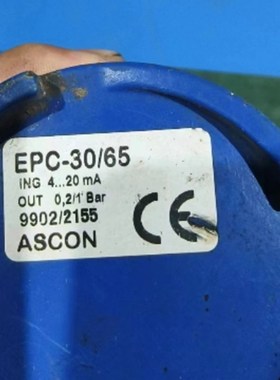 EPC-30/65
ING 4...20 mA
OUT 0,2/1 Bar
9902/2155
ASCON
CE